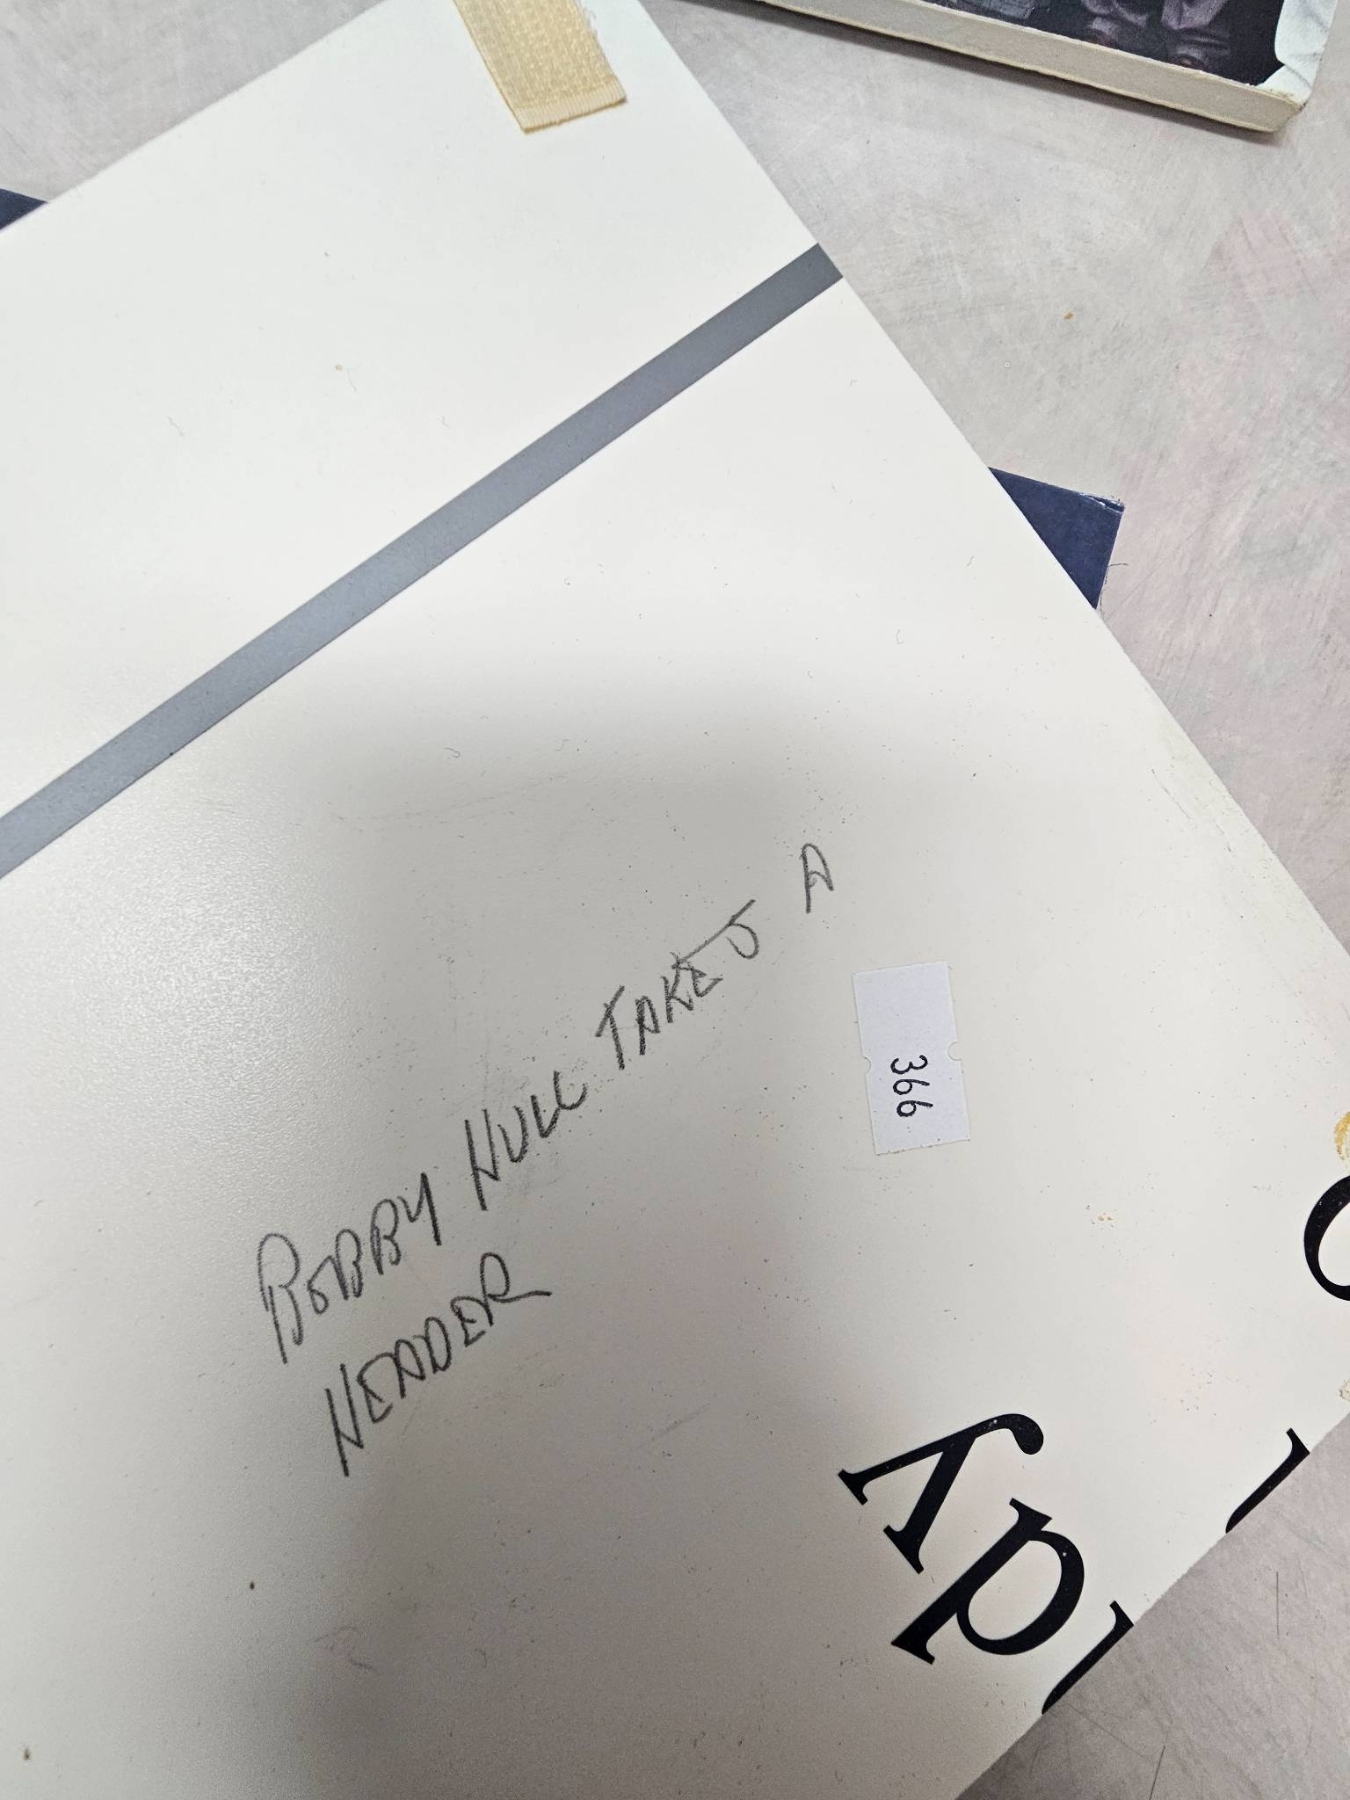 BOBBY HULL TAKES A
HEADER
366